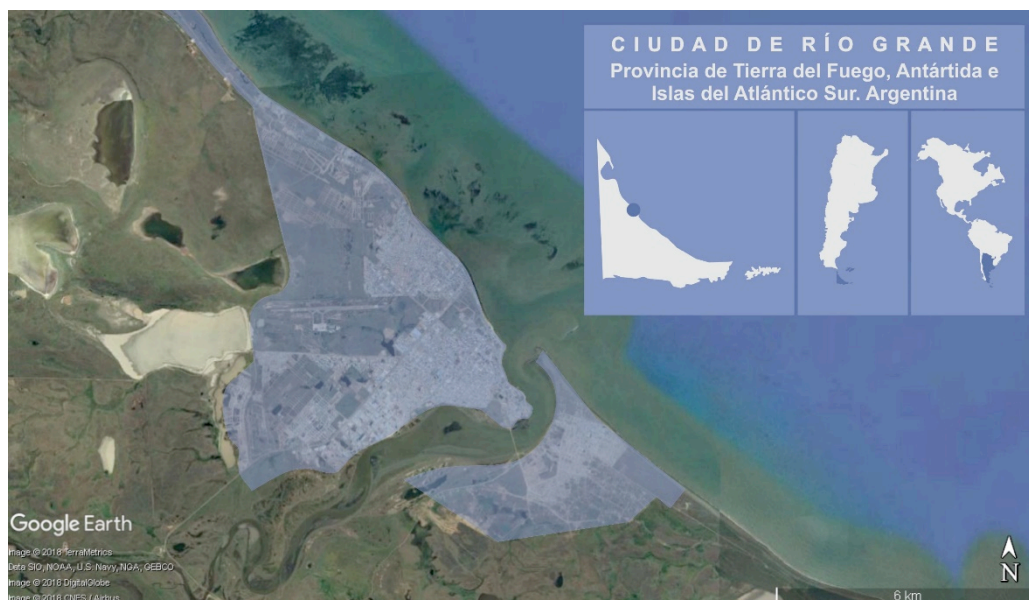 CIUDAD DE RÍO GRANDE
Provincia de Tierra del Fuego, Antártida e
Islas del Atlántico Sur. Argentina
Google Earth
Image © 2018 TerraMetrics
Data SIO, NOAA, U.S. Navy, NGA, GEBCO
Image © 2018 DigitalGlobe
Image © 2018 CNES / Airbus
N
6 km